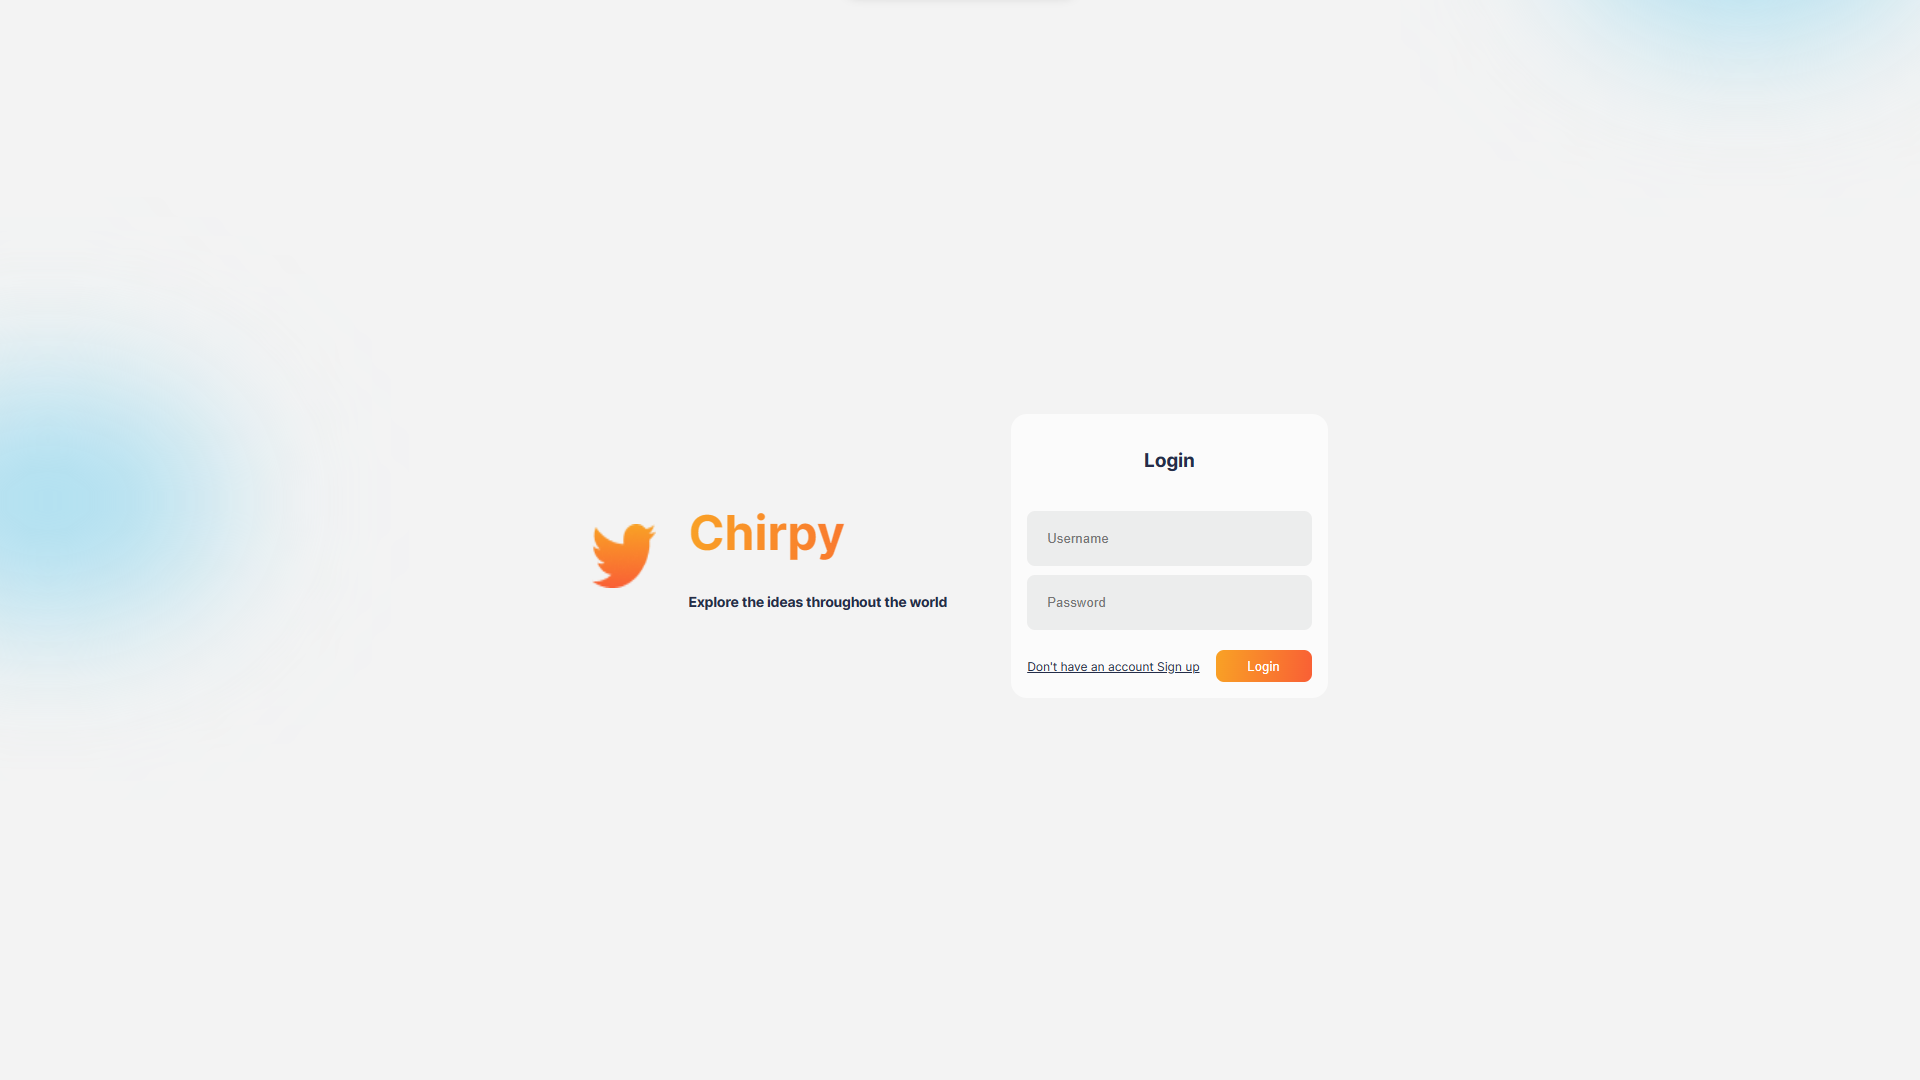 Chirpy
Explore the ideas throughout the world
Login
Username
Password
Don't have an account Sign up
Login